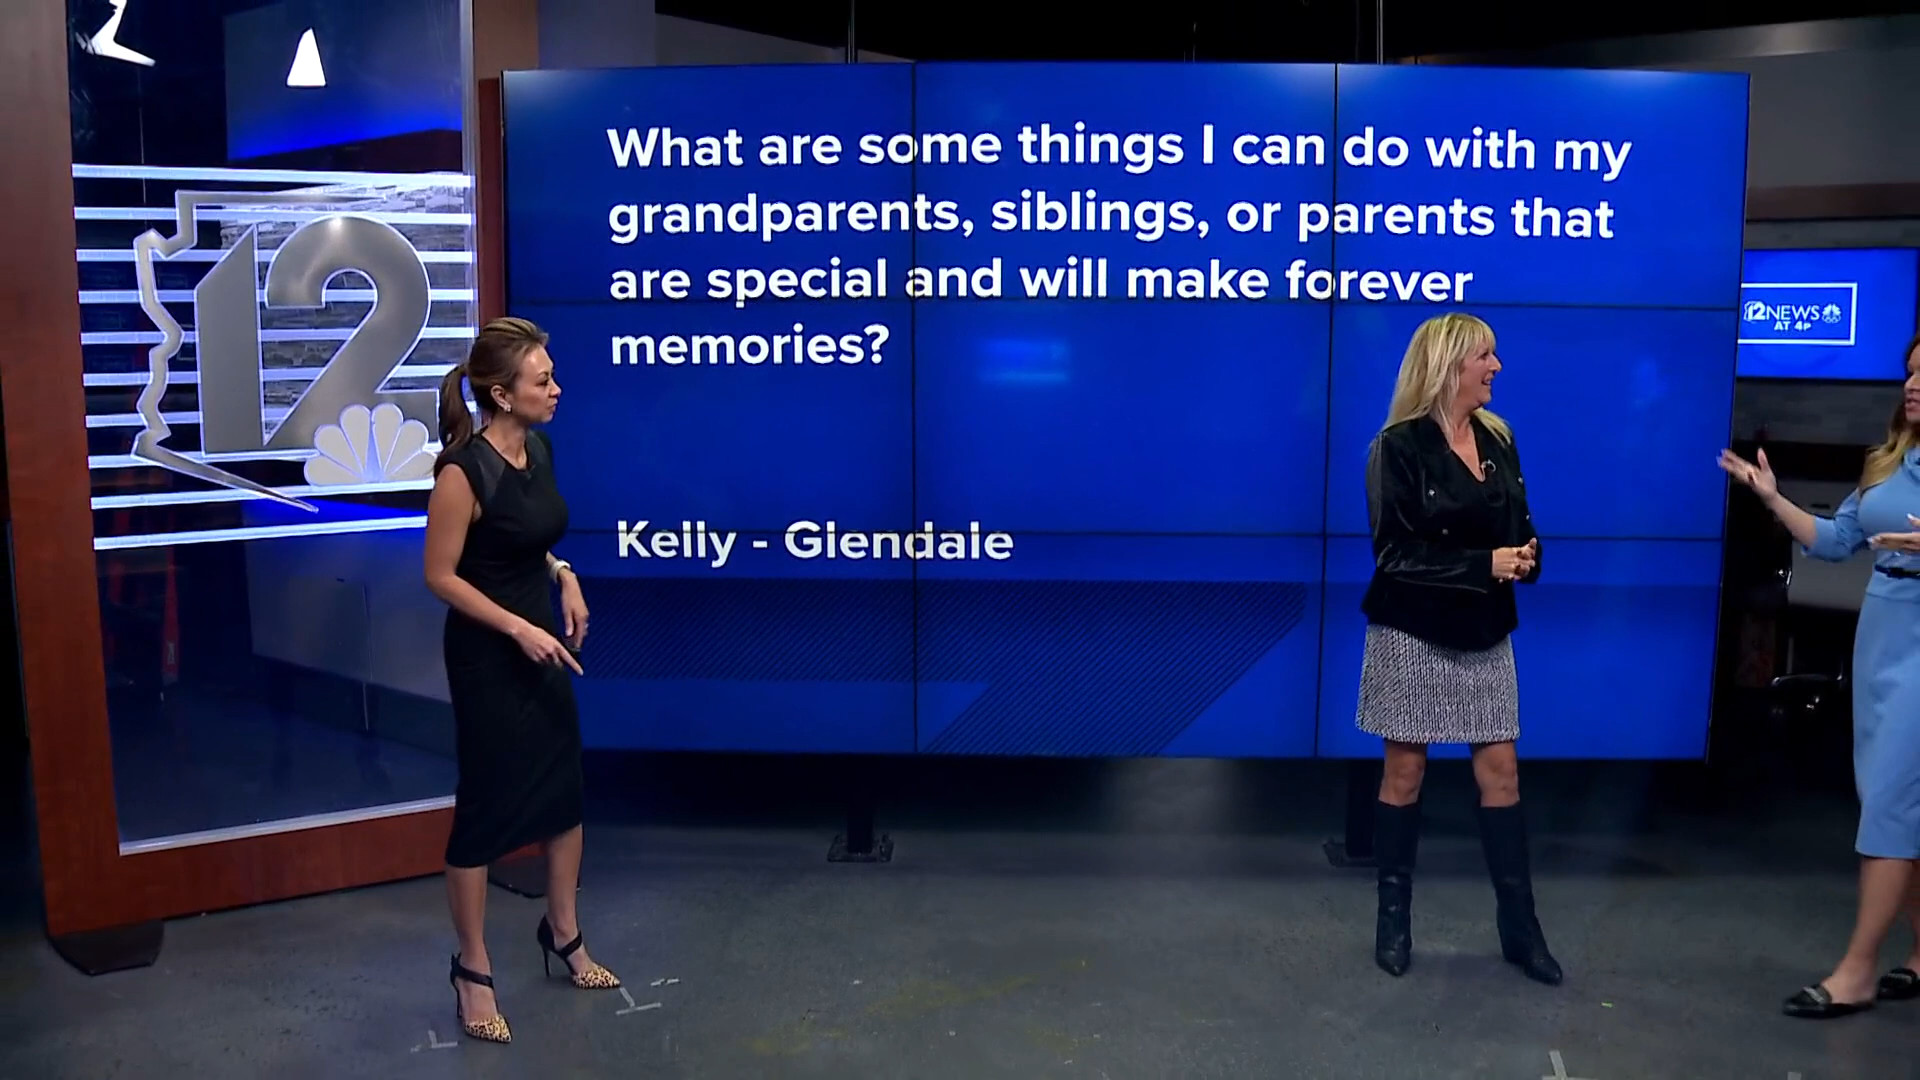 What are some things I can do with my
grandparents, siblings, or parents that
are special and will make forever
memories?
Kelly - Glendale
12
12NEWS
AT 4P